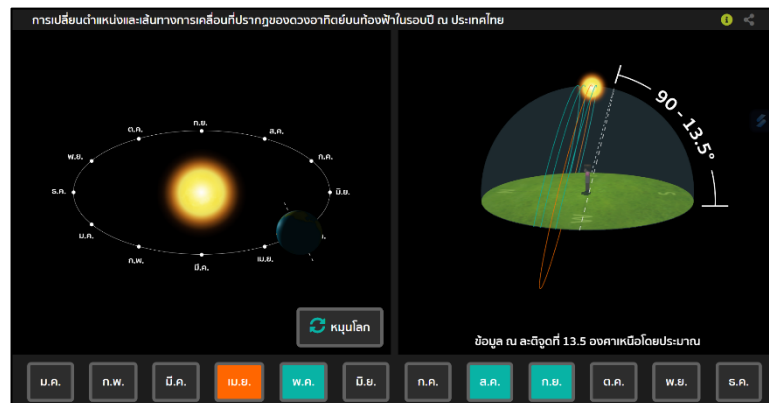 การเปลี่ยนตำแหน่งและเส้นทางการเคลื่อนที่ปรากฏของดวงอาทิตย์บนท้องฟ้าในรอบปี ณ ประเทศไทย
ก.ย.
ต.ค.
ส.ค.
พ.ย.
ก.ค.
ธ.ค.
มิ.ย.
ม.ค.
ก.พ.
มี.ค.
เม.ย.
หมุนโลก
90 - 13.5°
ข้อมูล ณ ละติจูดที่ 13.5 องศาเหนือโดยประมาณ
ม.ค. ก.พ. มี.ค. เม.ย. พ.ค. มิ.ย. ก.ค. ส.ค. ก.ย. ต.ค. พ.ย. ธ.ค.